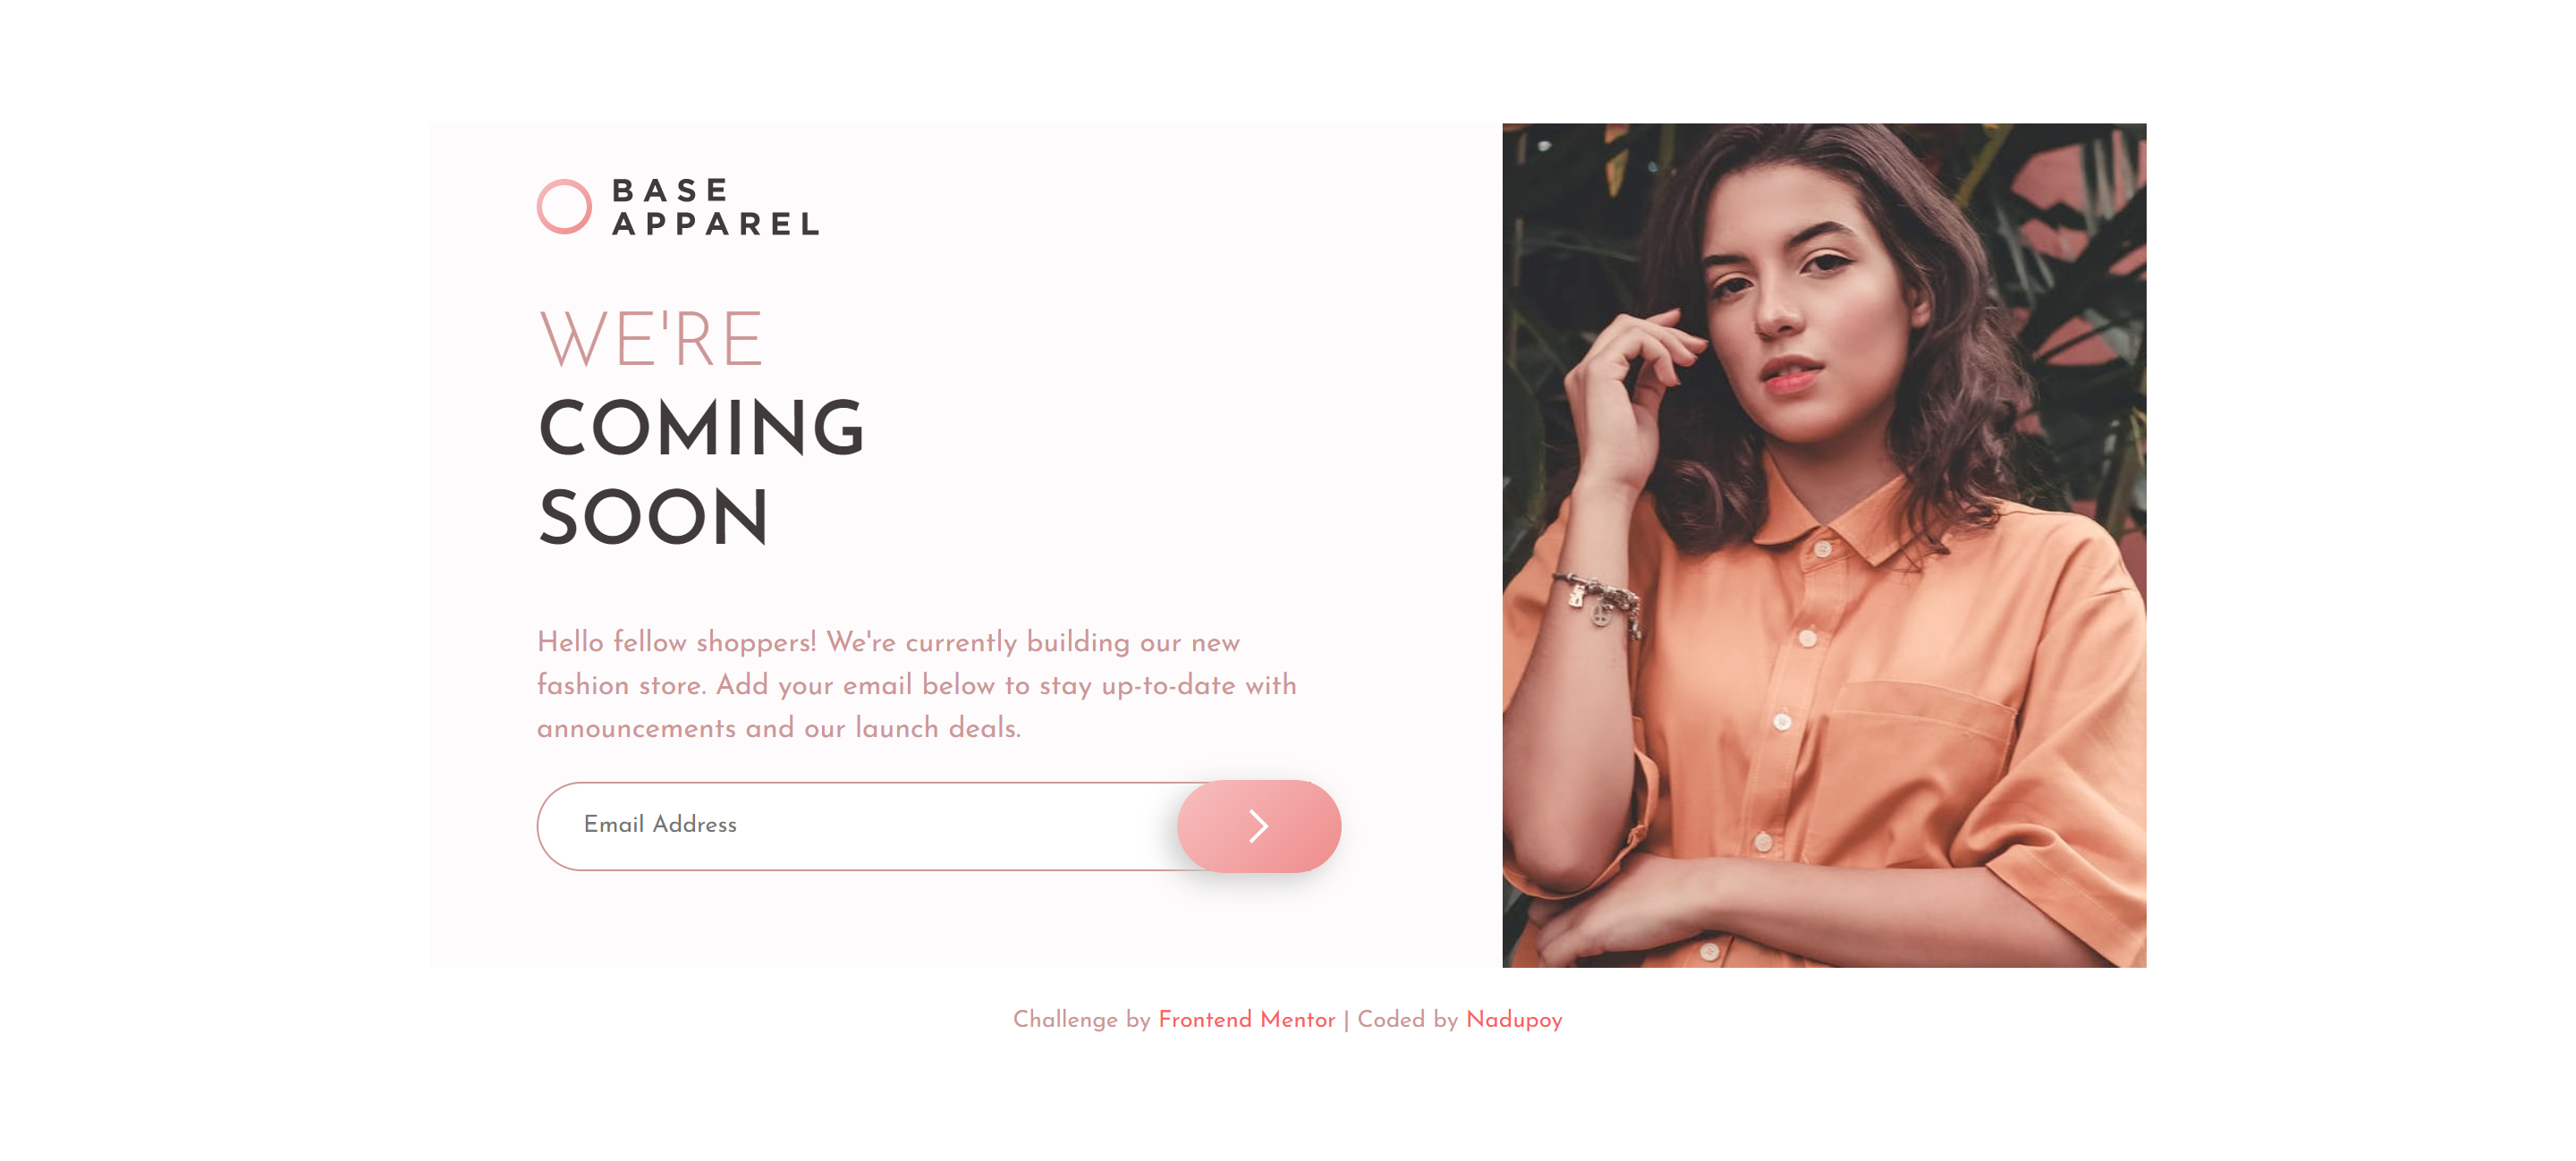 BASE
APPAREL
WE'RE
COMING
SOON
Hello fellow shoppers! We're currently building our new
fashion store. Add your email below to stay up-to-date with
announcements and our launch deals.
Email Address
Challenge by Frontend Mentor | Coded by Nadupoy